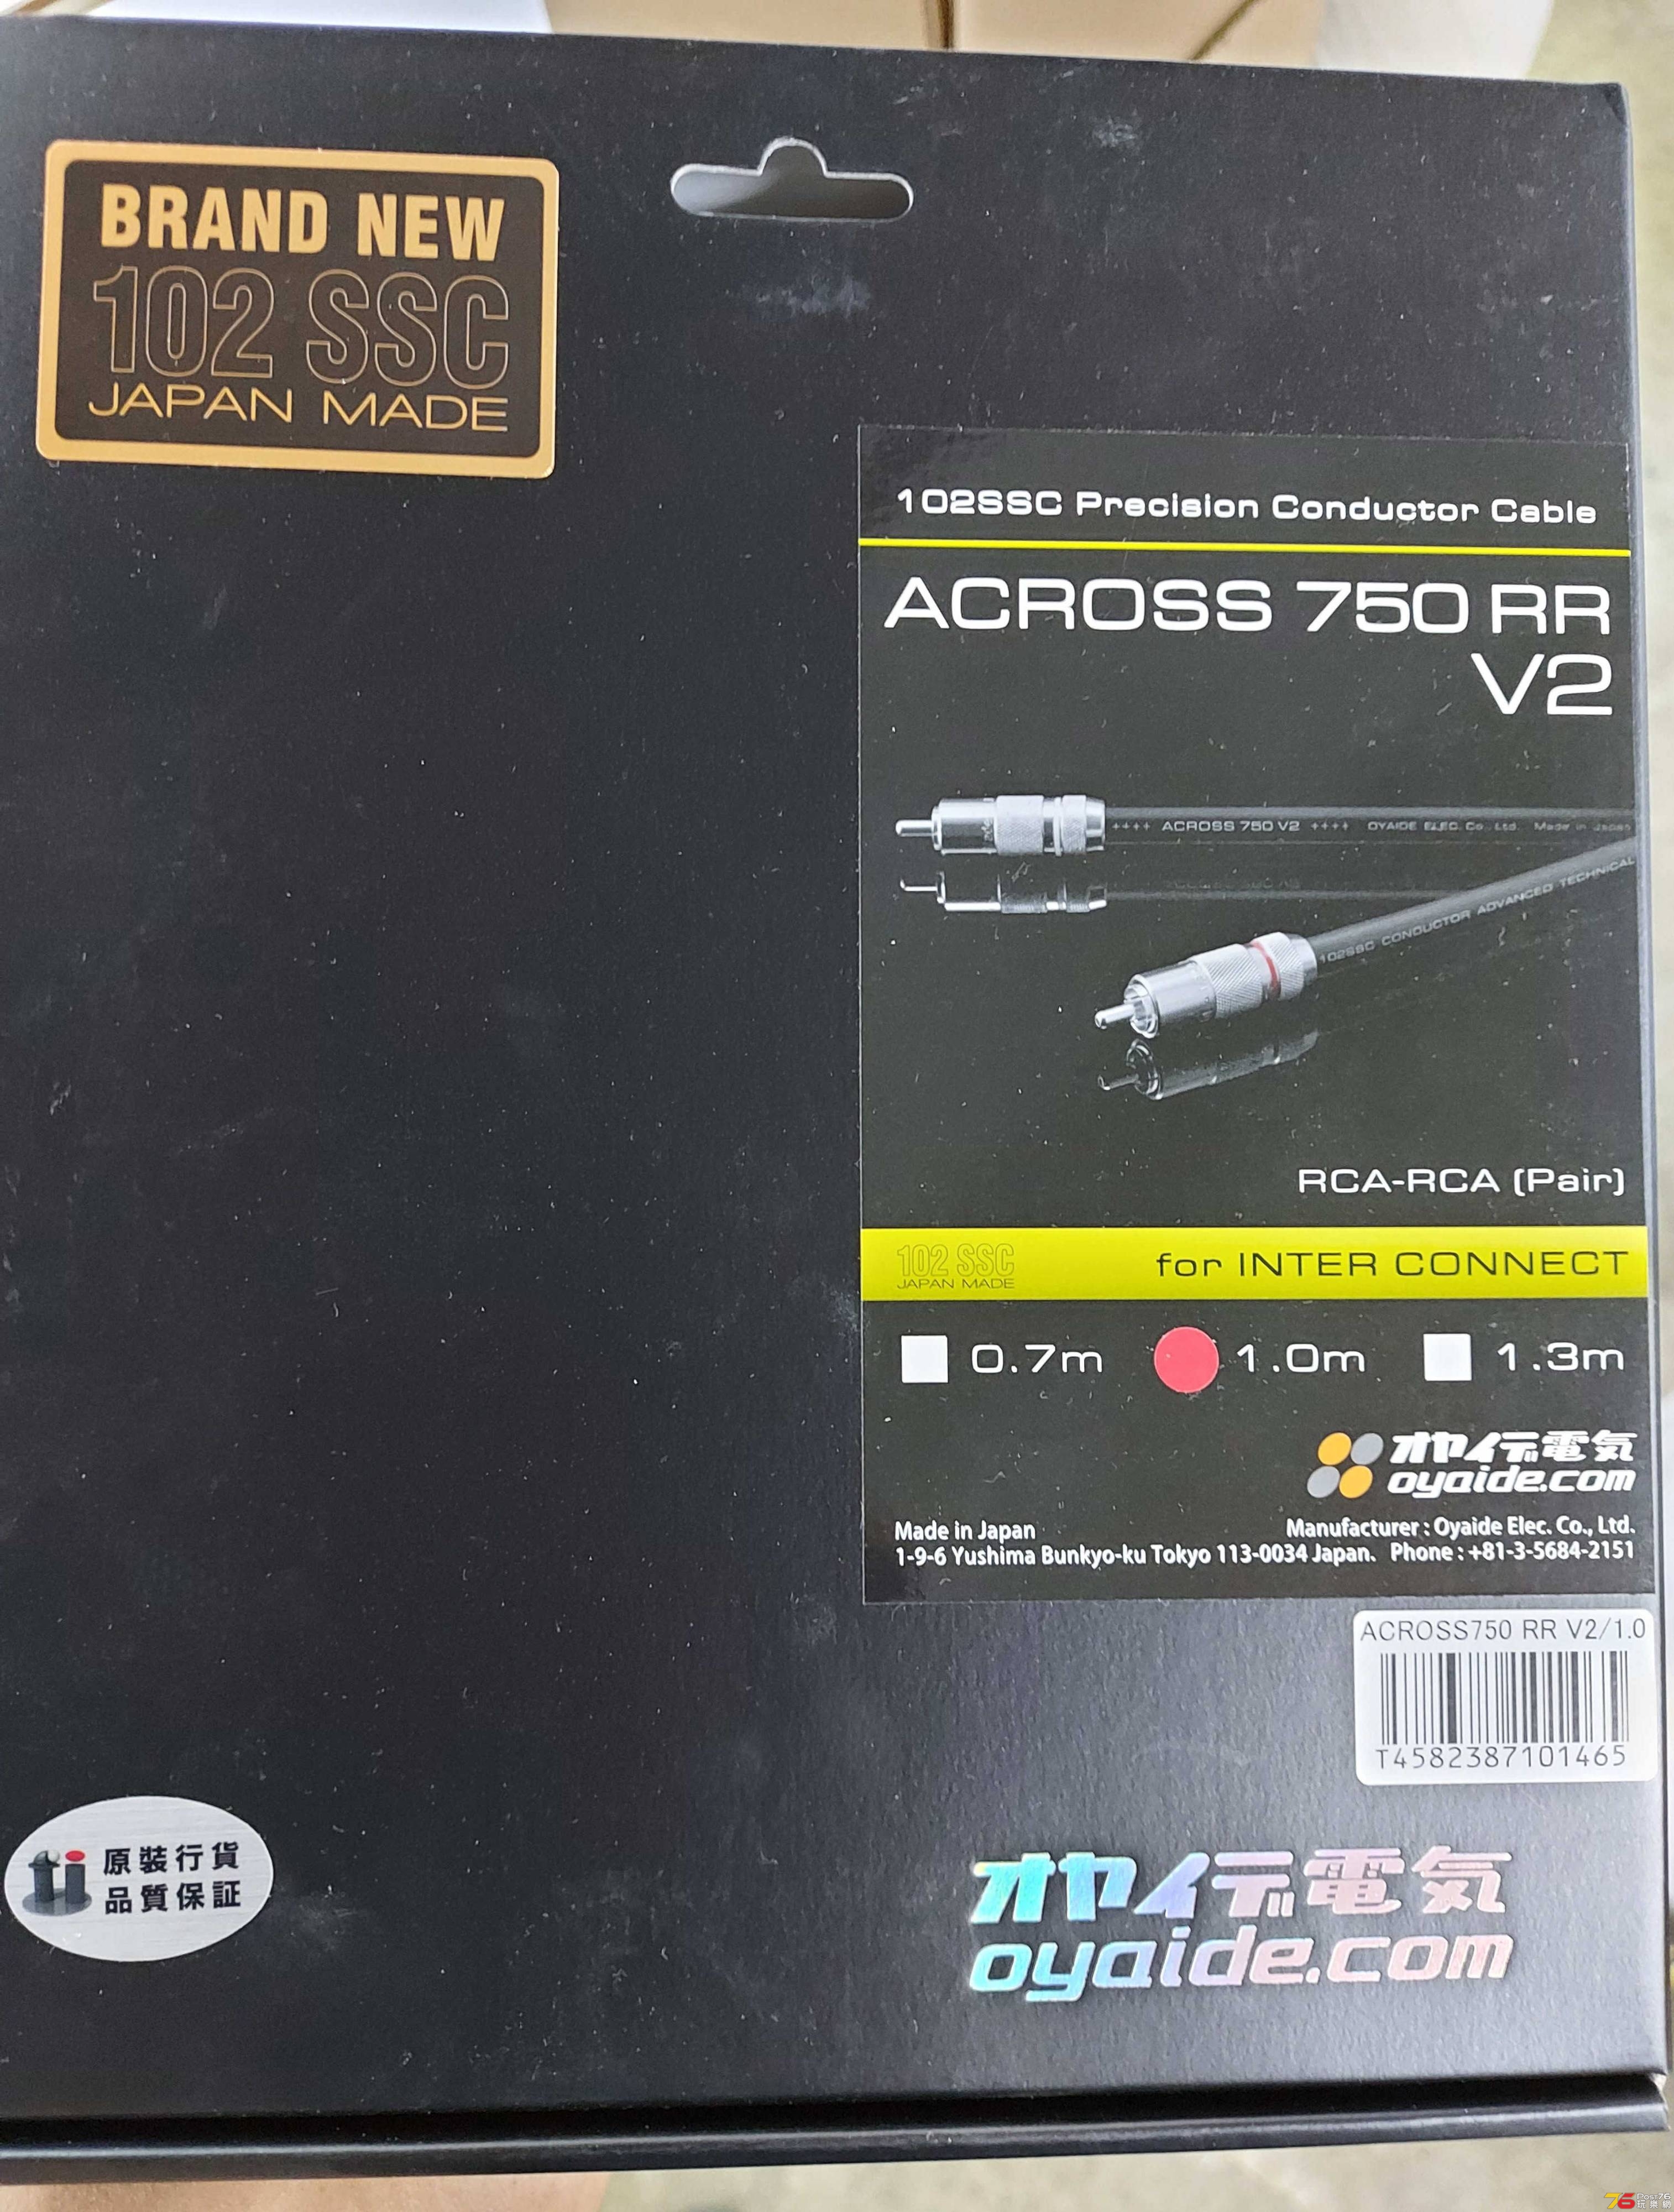 BRAND NEW
102 SSC
JAPAN MADE
102SSC Precision Conductor Cable
ACROSS 750 RR
V2
++++ ACROSS 750 V2 ++++ OYAIDE ELEC. Co., Ltd. Made in Japan
102SSC CONDUCTOR ADVANCED TECHNICAL
RCA-RCA (Pair)
102 SSC
JAPAN MADE
for INTER CONNECT
0.7m 1.0m 1.3m
オヤイデ電気
oyaide.com
Made in Japan Manufacturer : Oyaide Elec. Co., Ltd.
1-9-6 Yushima Bunkyo-ku Tokyo 113-0034 Japan. Phone : +81-3-5684-2151
ACROSS750 RR V2/1.0
T4582387101465
原裝行貨
品質保証
オヤイデ電気
oyaide.com
76 Post76
玩樂網